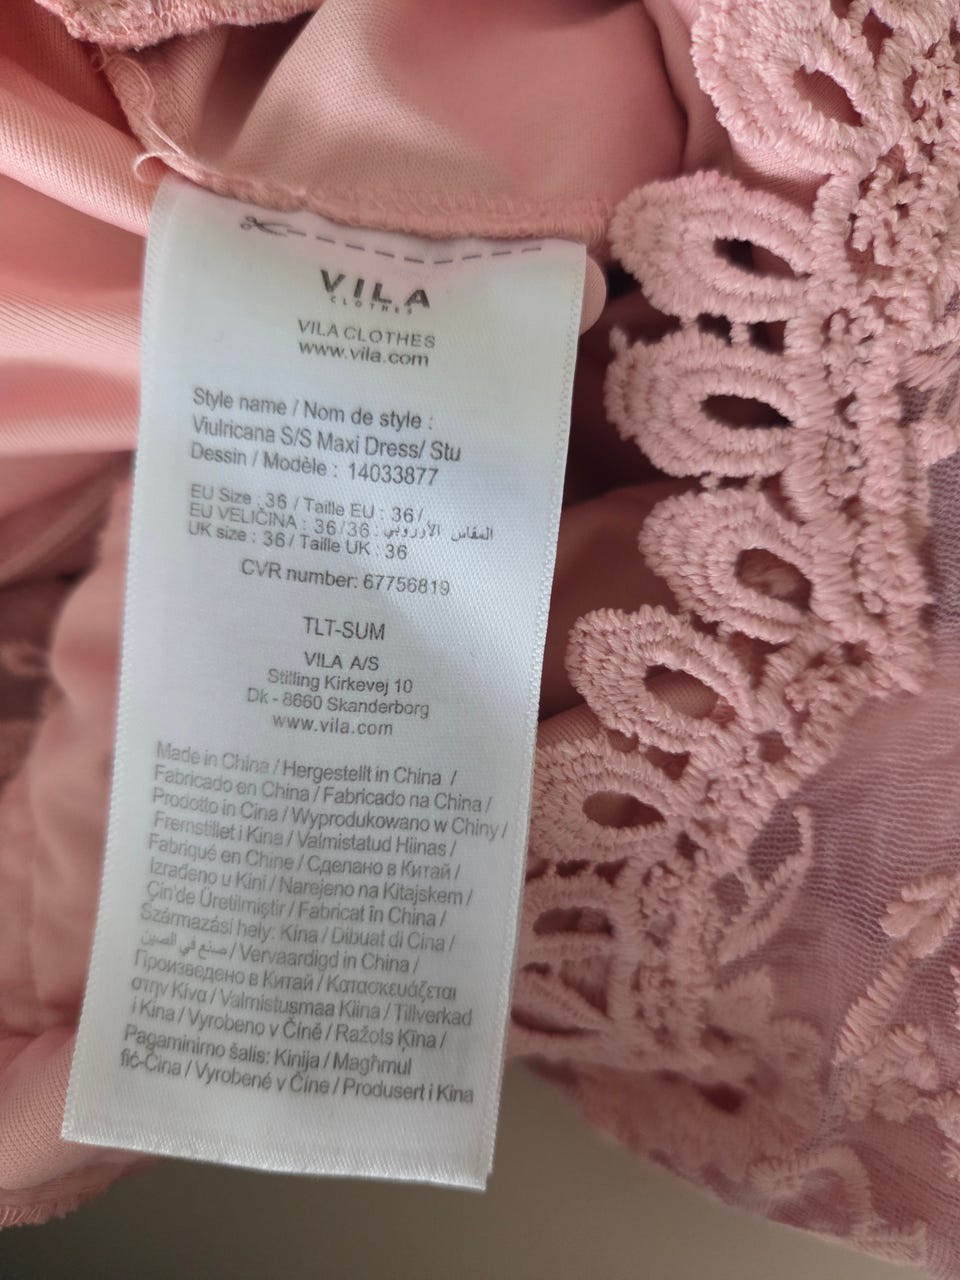 VILA
CLOTHES
VILA CLOTHES
www.vila.com
Style name / Nom de style :
Viulricana S/S Maxi Dress/ Stu
Dessin / Modèle : 14033877
EU Size : 36 / Taille EU : 36 /
EU VELIČINA : 36 / 36 : المقاس الأوروبي
UK size : 36 / Taille UK : 36
CVR number: 67756819
TLT-SUM
VILA A/S
Stilling Kirkevej 10
Dk - 8660 Skanderborg
www.vila.com
Made in China / Hergestellt in China /
Fabricado en China / Fabricado na China /
Prodotto in Cina / Wyprodukowano w Chiny /
Fremstillet i Kina / Valmistatud Hiinas /
Fabriqué en Chine / Сделано в Китай /
Izrađeno u Kini / Narejeno na Kitajskem /
Çin'de Üretilmiştir / Fabricat în China /
Származási hely: Kína / Dibuat di Cina /
صنع في الصين / Vervaardigd in China /
Произведено в Китай / Κατασκευάζεται
στην Κίνα / Valmistusmaa Kiina / Tillverkad
i Kina / Vyrobeno v Číně / Ražots Ķīna /
Pagaminimo šalis: Kinija / Magħmul
fiċ-Ċina / Vyrobené v Číne / Produsert i Kina